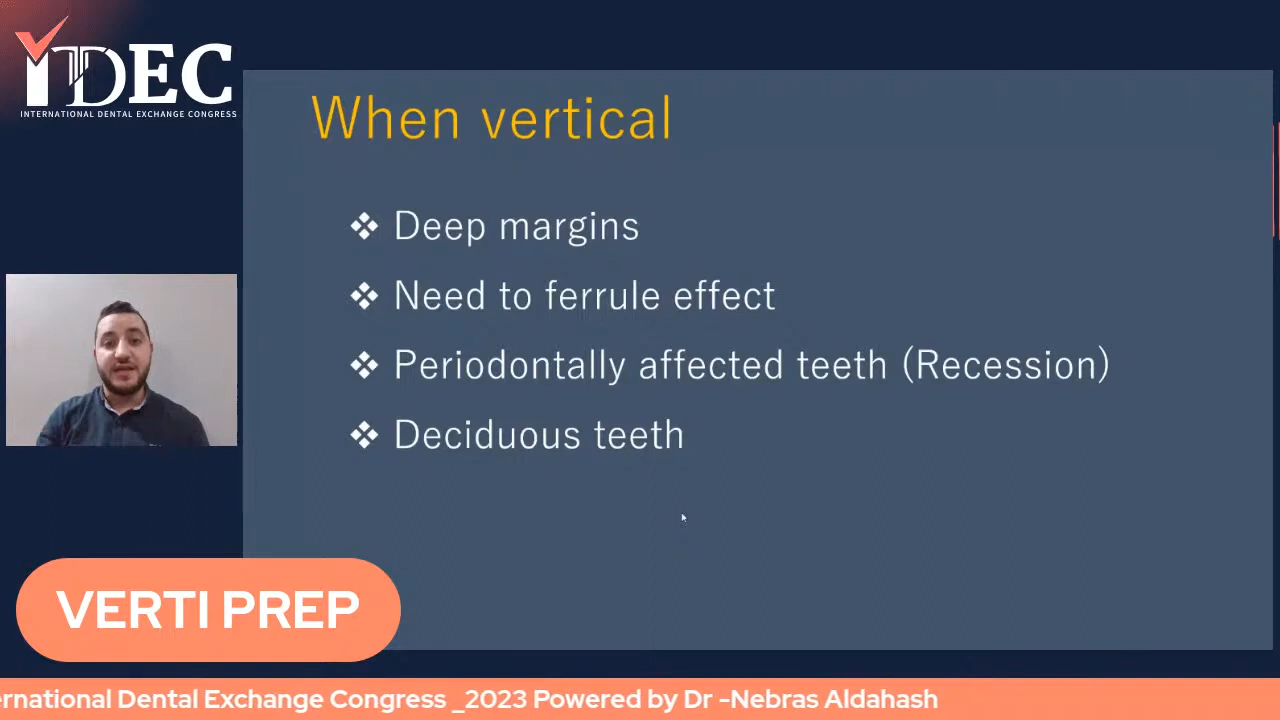 IDEC
INTERNATIONAL DENTAL EXCHANGE CONGRESS
When vertical
❖ Deep margins
❖ Need to ferrule effect
❖ Periodontally affected teeth (Recession)
❖ Deciduous teeth
VERTI PREP
ernational Dental Exchange Congress _2023 Powered by Dr -Nebras Aldahash